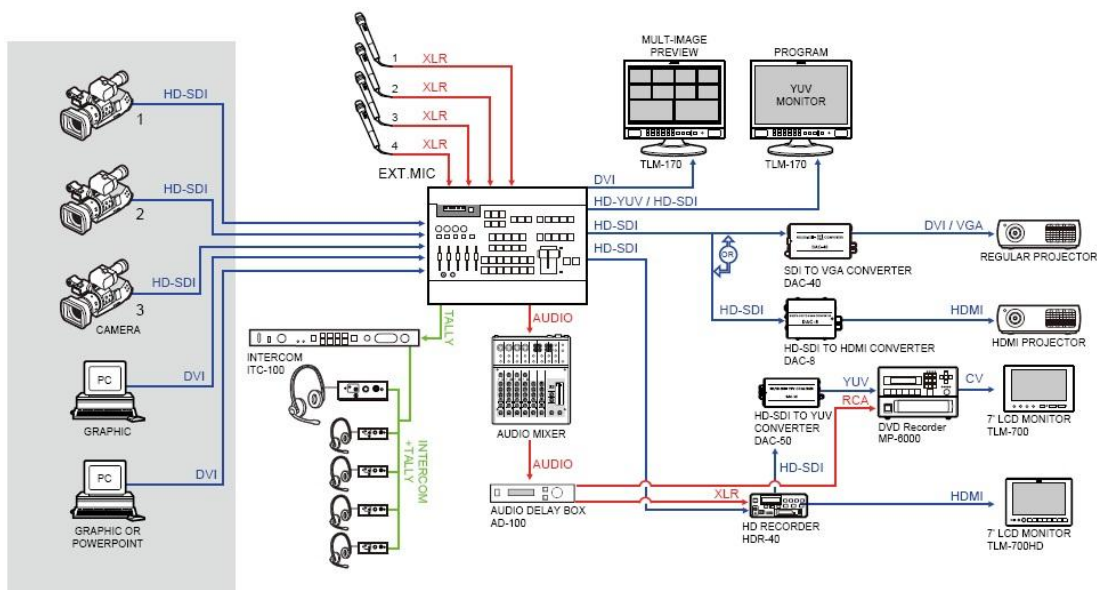 HD-SDI
1
HD-SDI
2
HD-SDI
3
CAMERA
PC
DVI
GRAPHIC
PC
DVI
GRAPHIC OR
POWERPOINT
1
XLR
2
XLR
3
XLR
4
XLR
EXT.MIC
MULT-IMAGE
PREVIEW
TLM-170
PROGRAM
YUV
MONITOR
TLM-170
DVI
HD-YUV / HD-SDI
HD-SDI
HD-SDI
OR
SDI TO VGA CONVERTER
DAC-40
DVI / VGA
REGULAR PROJECTOR
HD-SDI
DAC-8
HD-SDI TO HDMI CONVERTER
DAC-8
HDMI
HDMI PROJECTOR
TALLY
INTERCOM
ITC-100
INTERCOM
+TALLY
AUDIO
AUDIO MIXER
AUDIO
AUDIO DELAY BOX
AD-100
HD-SDI TO YUV
CONVERTER
DAC-50
YUV
RCA
DVD Recorder
MP-6000
CV
7' LCD MONITOR
TLM-700
HD-SDI
XLR
HD RECORDER
HDR-40
HDMI
7' LCD MONITOR
TLM-700HD